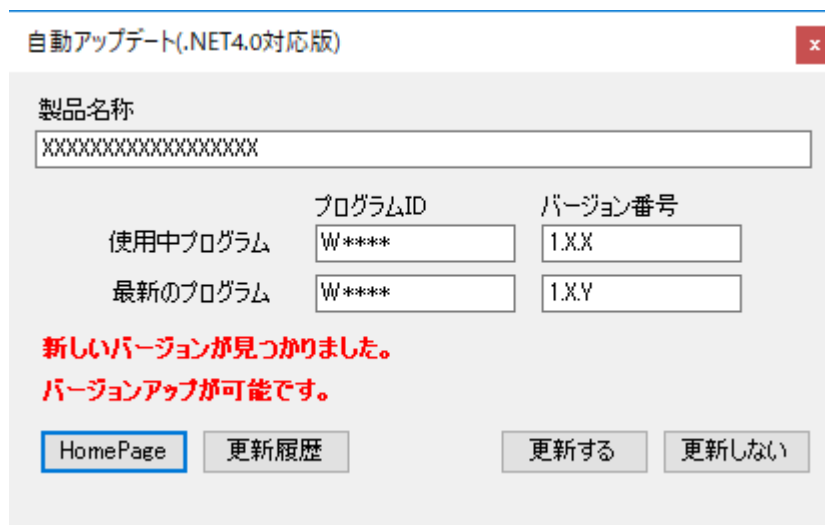 自動アップデート(.NET4.0対応版)
x
製品名称
XXXXXXXXXXXXXXXXXX
プログラムID バージョン番号
使用中プログラム W**** 1.X.X
最新のプログラム W**** 1.X.Y
新しいバージョンが見つかりました。
バージョンアップが可能です。
HomePage 更新履歴 更新する 更新しない